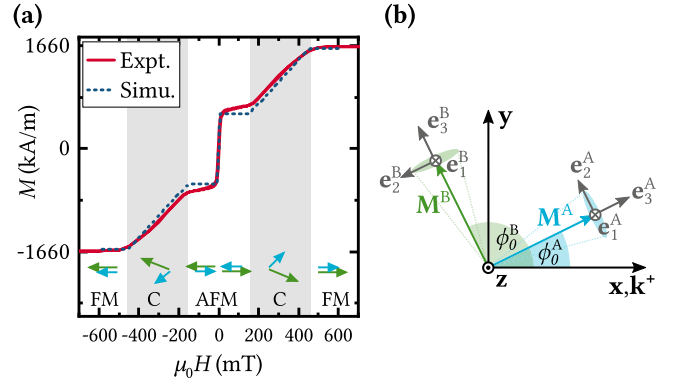 (a)
(b)
1660
0
-1660
M (kA/m)
Expt.
Simu.
FM C AFM C FM
-600 -400 -200 0 200 400 600
μ₀H (mT)
y
e₃ᴮ
e₂ᴮ
e₁ᴮ
Mᴮ
ϕ₀ᴮ
e₂ᴬ
e₃ᴬ
e₁ᴬ
Mᴬ
ϕ₀ᴬ
z
x,k⁺